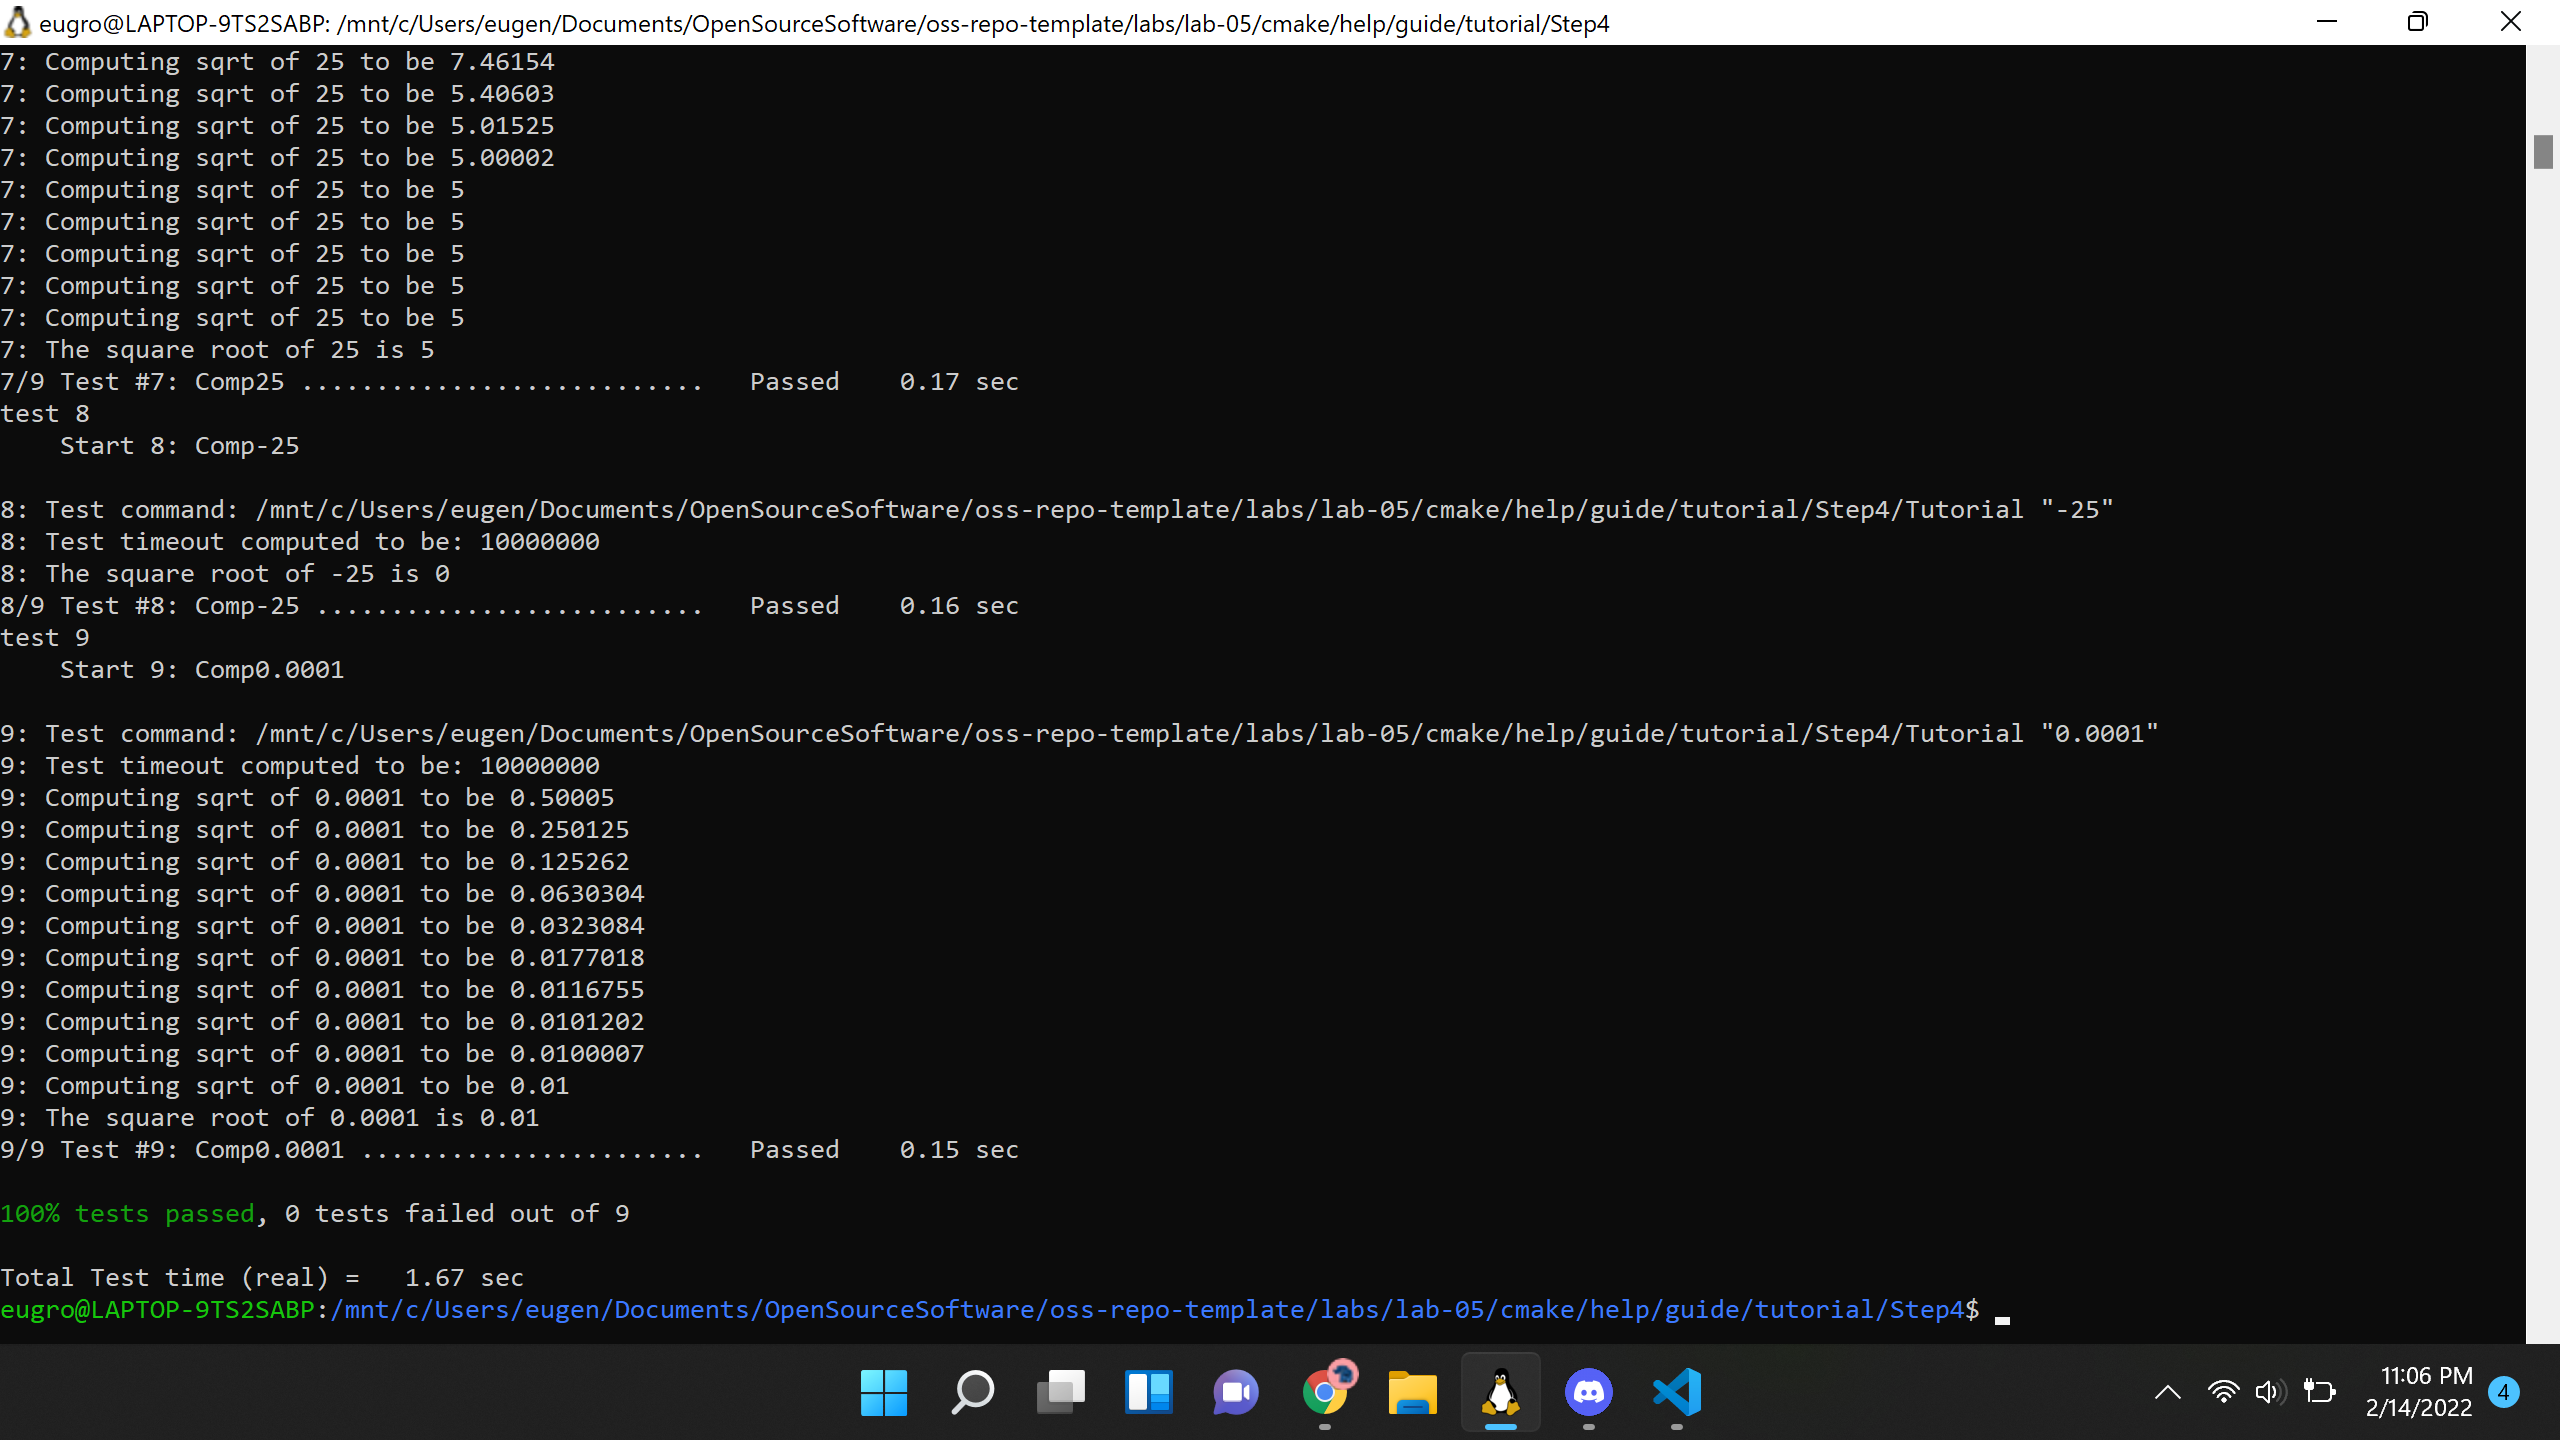 eugro@LAPTOP-9TS2SABP: /mnt/c/Users/eugen/Documents/OpenSourceSoftware/oss-repo-template/labs/lab-05/cmake/help/guide/tutorial/Step4
7: Computing sqrt of 25 to be 7.46154
7: Computing sqrt of 25 to be 5.40603
7: Computing sqrt of 25 to be 5.01525
7: Computing sqrt of 25 to be 5.00002
7: Computing sqrt of 25 to be 5
7: Computing sqrt of 25 to be 5
7: Computing sqrt of 25 to be 5
7: Computing sqrt of 25 to be 5
7: Computing sqrt of 25 to be 5
7: The square root of 25 is 5
7/9 Test #7: Comp25 ...........................   Passed    0.17 sec
test 8
    Start 8: Comp-25
8: Test command: /mnt/c/Users/eugen/Documents/OpenSourceSoftware/oss-repo-template/labs/lab-05/cmake/help/guide/tutorial/Step4/Tutorial "-25"
8: Test timeout computed to be: 10000000
8: The square root of -25 is 0
8/9 Test #8: Comp-25 ..........................   Passed    0.16 sec
test 9
    Start 9: Comp0.0001
9: Test command: /mnt/c/Users/eugen/Documents/OpenSourceSoftware/oss-repo-template/labs/lab-05/cmake/help/guide/tutorial/Step4/Tutorial "0.0001"
9: Test timeout computed to be: 10000000
9: Computing sqrt of 0.0001 to be 0.50005
9: Computing sqrt of 0.0001 to be 0.250125
9: Computing sqrt of 0.0001 to be 0.125262
9: Computing sqrt of 0.0001 to be 0.0630304
9: Computing sqrt of 0.0001 to be 0.0323084
9: Computing sqrt of 0.0001 to be 0.0177018
9: Computing sqrt of 0.0001 to be 0.0116755
9: Computing sqrt of 0.0001 to be 0.0101202
9: Computing sqrt of 0.0001 to be 0.0100007
9: Computing sqrt of 0.0001 to be 0.01
9: The square root of 0.0001 is 0.01
9/9 Test #9: Comp0.0001 .......................   Passed    0.15 sec
100% tests passed, 0 tests failed out of 9
Total Test time (real) =   1.67 sec
eugro@LAPTOP-9TS2SABP:/mnt/c/Users/eugen/Documents/OpenSourceSoftware/oss-repo-template/labs/lab-05/cmake/help/guide/tutorial/Step4$
11:06 PM
2/14/2022
4